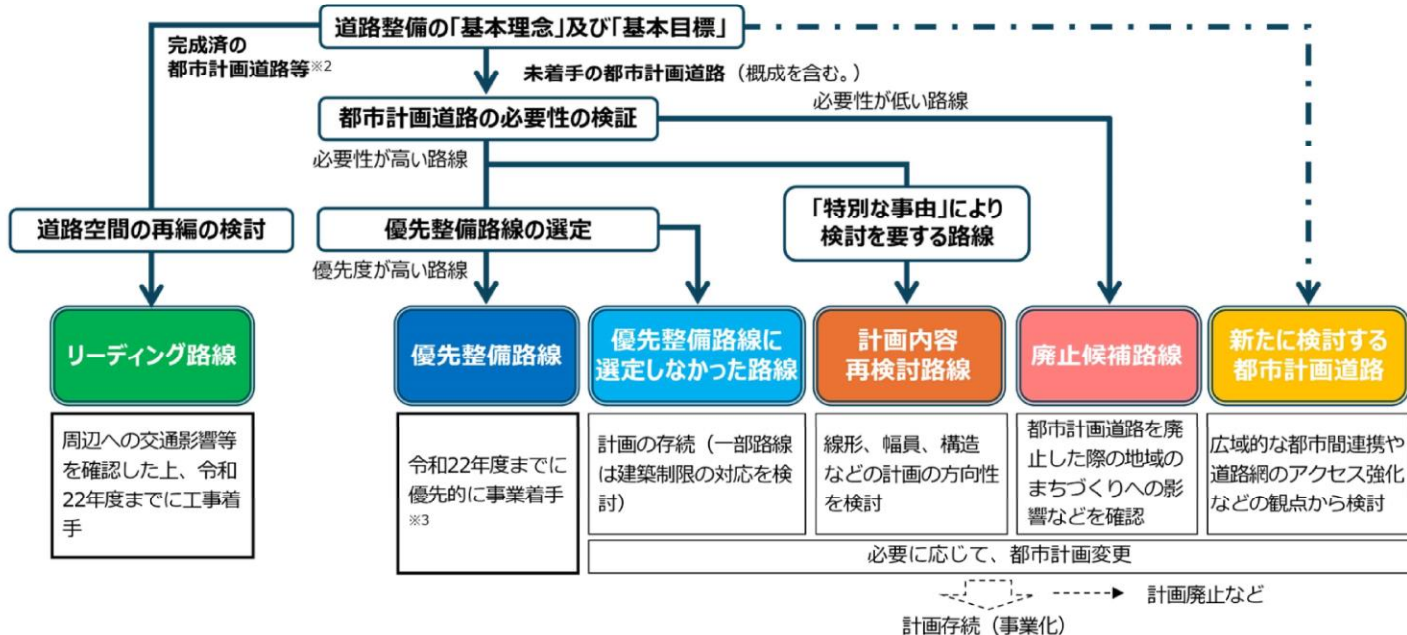 道路整備の「基本理念」及び「基本目標」
完成済の
都市計画道路等※2
未着手の都市計画道路（概成を含む。）
必要性が低い路線
都市計画道路の必要性の検証
必要性が高い路線
道路空間の再編の検討
優先整備路線の選定
「特別な事由」により
検討を要する路線
優先度が高い路線
リーディング路線
優先整備路線
優先整備路線に
選定しなかった路線
計画内容
再検討路線
廃止候補路線
新たに検討する
都市計画道路
周辺への交通影響等
を確認した上、令和
22年度までに工事着
手
令和22年度までに
優先的に事業着手
※3
計画の存続（一部路線
は建築制限の対応を検
討）
線形、幅員、構造
などの計画の方向性
を検討
都市計画道路を廃
止した際の地域の
まちづくりへの影
響などを確認
広域的な都市間連携や
道路網のアクセス強化
などの観点から検討
必要に応じて、都市計画変更
計画廃止など
計画存続（事業化）